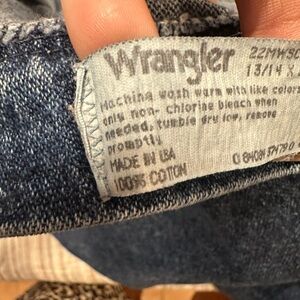 Wrangler
22MWS
13/14 X
Machine wash warm with like colors
only non- chlorine bleach when
needed, tumble dry low, remove
promptly
MADE IN USA
100% COTTON